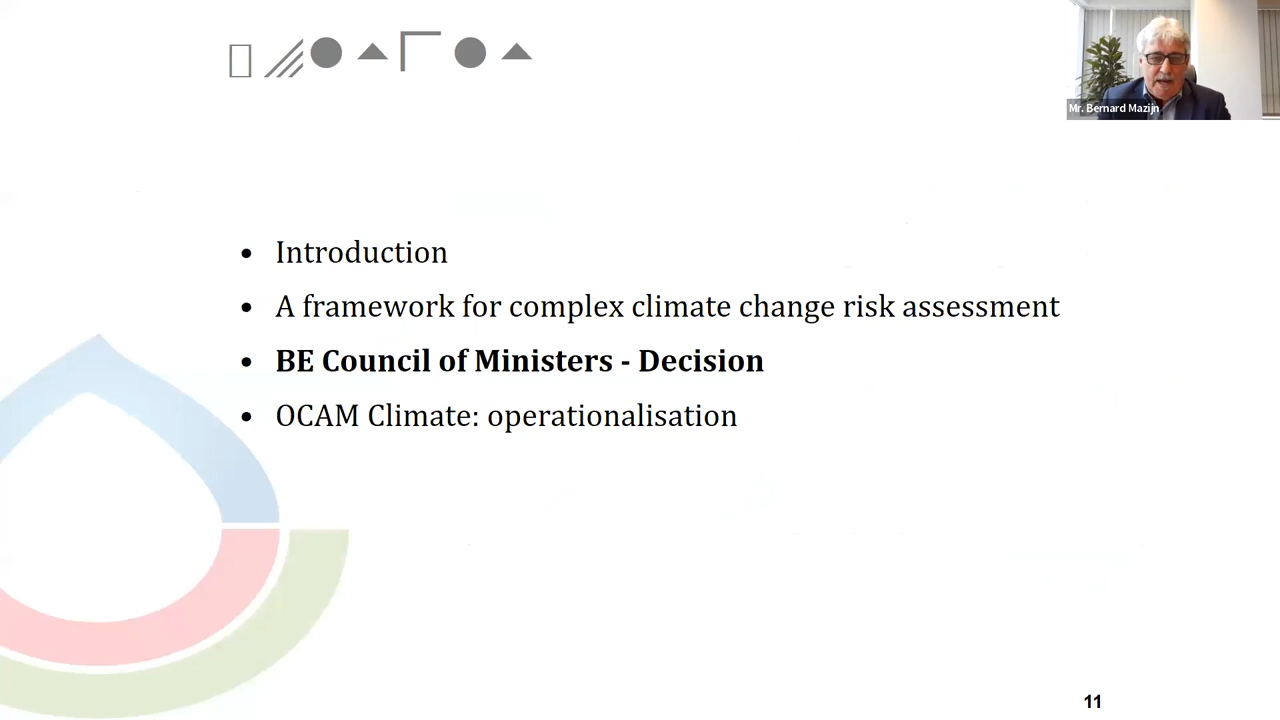 Mr. Bernard Mazijn
• Introduction
• A framework for complex climate change risk assessment
• BE Council of Ministers - Decision
• OCAM Climate: operationalisation
11